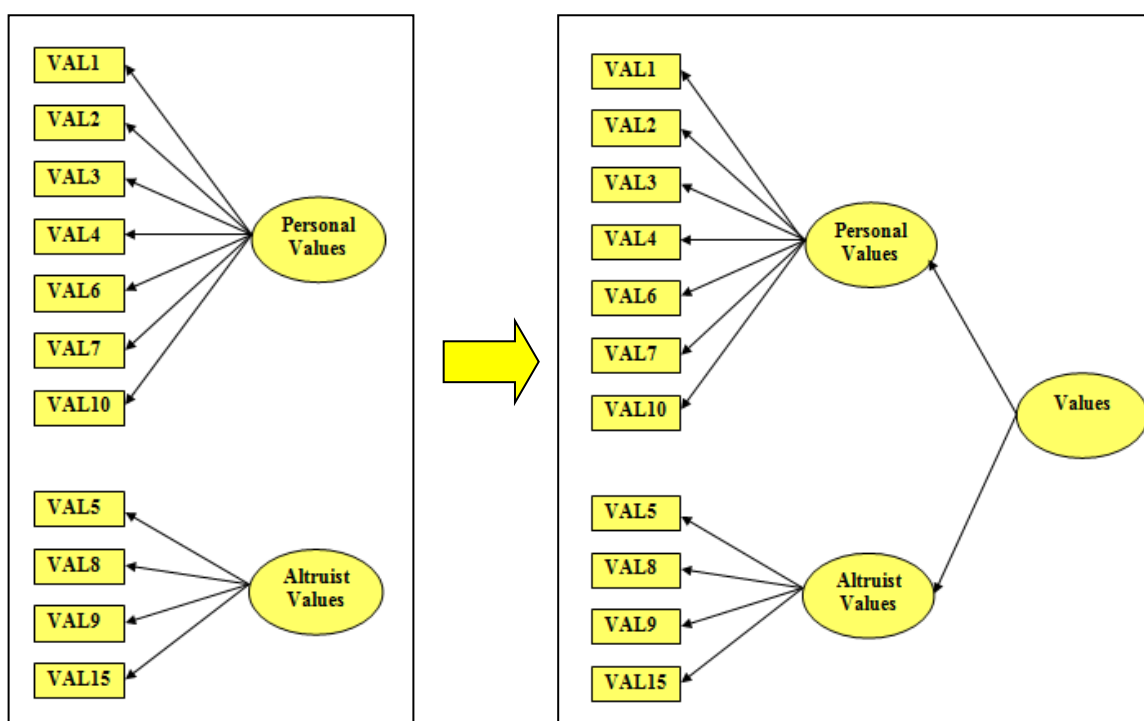 VAL1
VAL2
VAL3
VAL4
VAL6
VAL7
VAL10
Personal
Values
VAL5
VAL8
VAL9
VAL15
Altruist
Values
VAL1
VAL2
VAL3
VAL4
VAL6
VAL7
VAL10
Personal
Values
VAL5
VAL8
VAL9
VAL15
Altruist
Values
Values